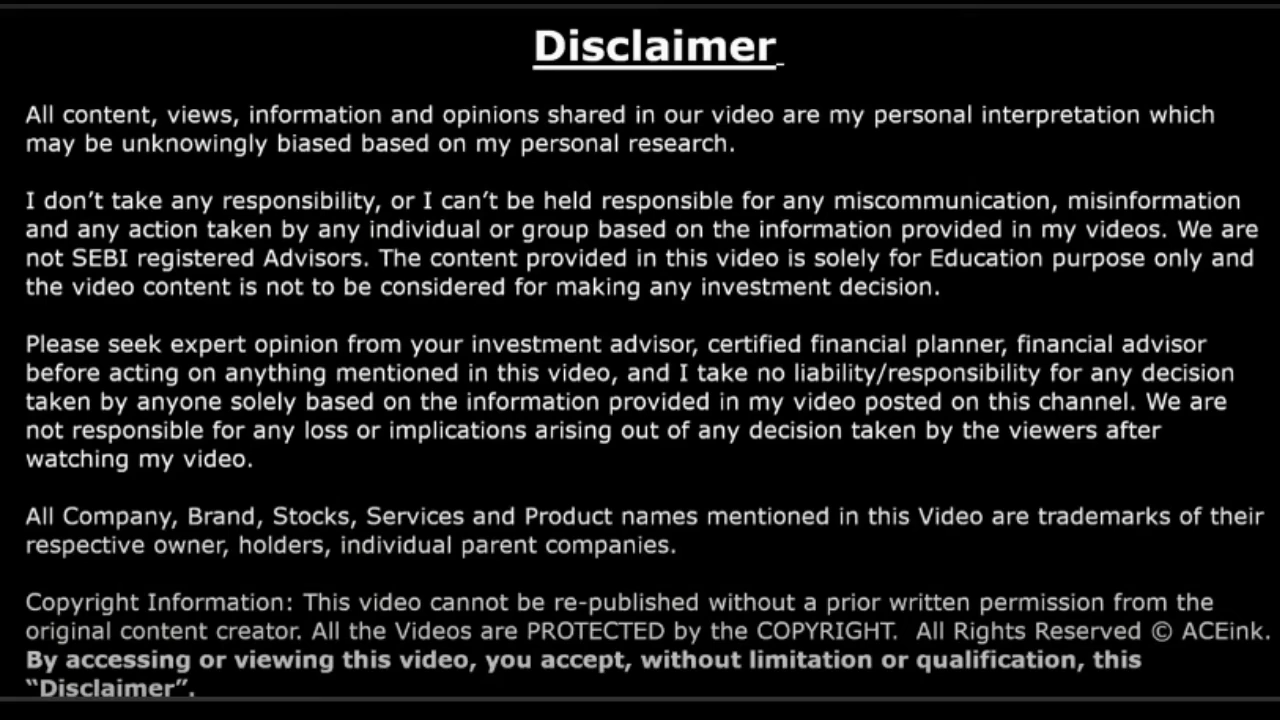 Disclaimer
All content, views, information and opinions shared in our video are my personal interpretation which
may be unknowingly biased based on my personal research.
I don’t take any responsibility, or I can’t be held responsible for any miscommunication, misinformation
and any action taken by any individual or group based on the information provided in my videos. We are
not SEBI registered Advisors. The content provided in this video is solely for Education purpose only and
the video content is not to be considered for making any investment decision.
Please seek expert opinion from your investment advisor, certified financial planner, financial advisor
before acting on anything mentioned in this video, and I take no liability/responsibility for any decision
taken by anyone solely based on the information provided in my video posted on this channel. We are
not responsible for any loss or implications arising out of any decision taken by the viewers after
watching my video.
All Company, Brand, Stocks, Services and Product names mentioned in this Video are trademarks of their
respective owner, holders, individual parent companies.
Copyright Information: This video cannot be re-published without a prior written permission from the
original content creator. All the Videos are PROTECTED by the COPYRIGHT.  All Rights Reserved © ACEink.
By accessing or viewing this video, you accept, without limitation or qualification, this
“Disclaimer”.